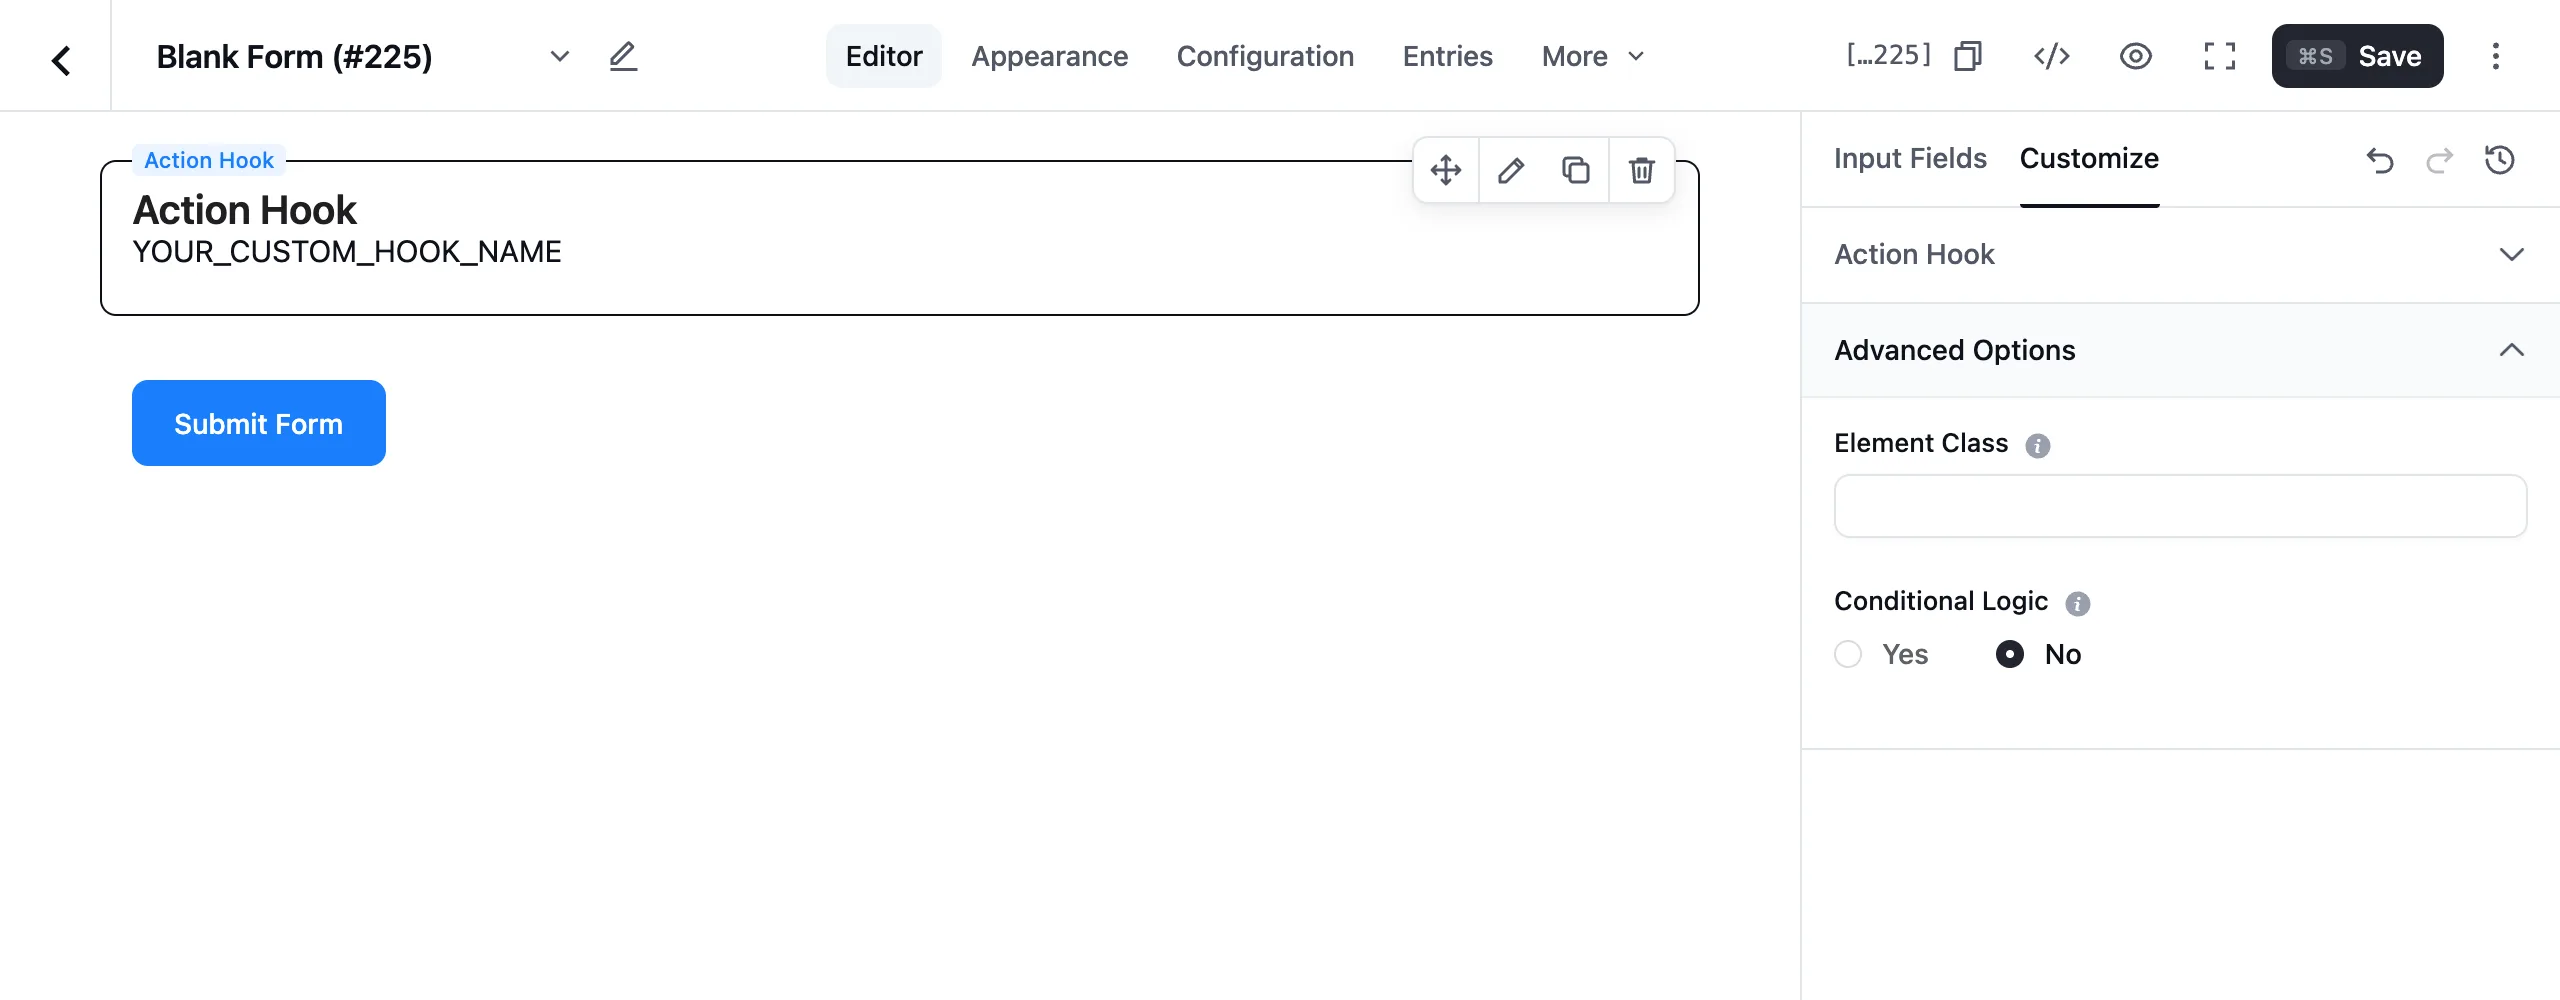 Blank Form (#225)
Editor Appearance Configuration Entries More
[…225]
⌘S Save
Action Hook
Action Hook
YOUR_CUSTOM_HOOK_NAME
Submit Form
Input Fields Customize
Action Hook
Advanced Options
Element Class
Conditional Logic
Yes No